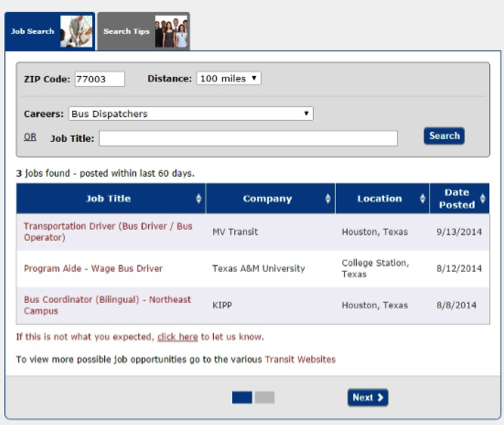 Job Search
Search Tips
ZIP Code: 77003 Distance: 100 miles
Careers: Bus Dispatchers
OR Job Title:
Search
3 jobs found - posted within last 60 days.
Job Title Company Location Date Posted
Transportation Driver (Bus Driver / Bus Operator) MV Transit Houston, Texas 9/13/2014
Program Aide - Wage Bus Driver Texas A&M University College Station, Texas 8/12/2014
Bus Coordinator (Bilingual) - Northeast Campus KIPP Houston, Texas 8/8/2014
If this is not what you expected, click here to let us know.
To view more possible job opportunities go to the various Transit Websites
Next